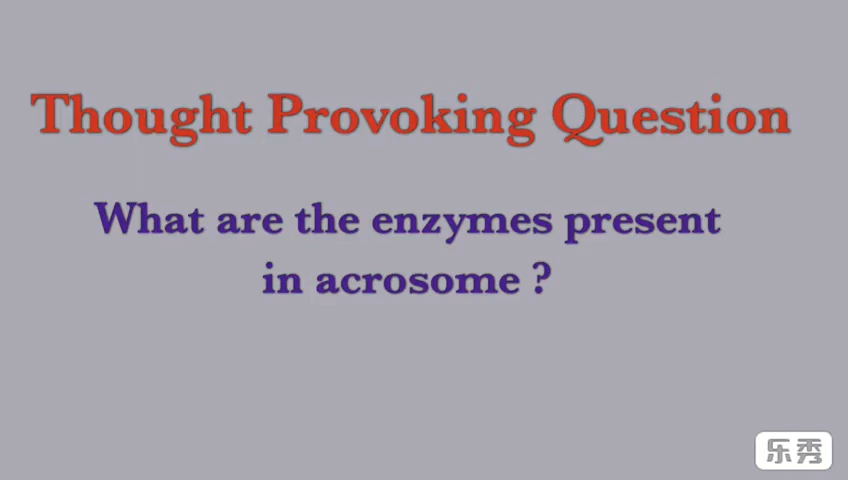 Thought Provoking Question
What are the enzymes present
in acrosome ?
乐秀